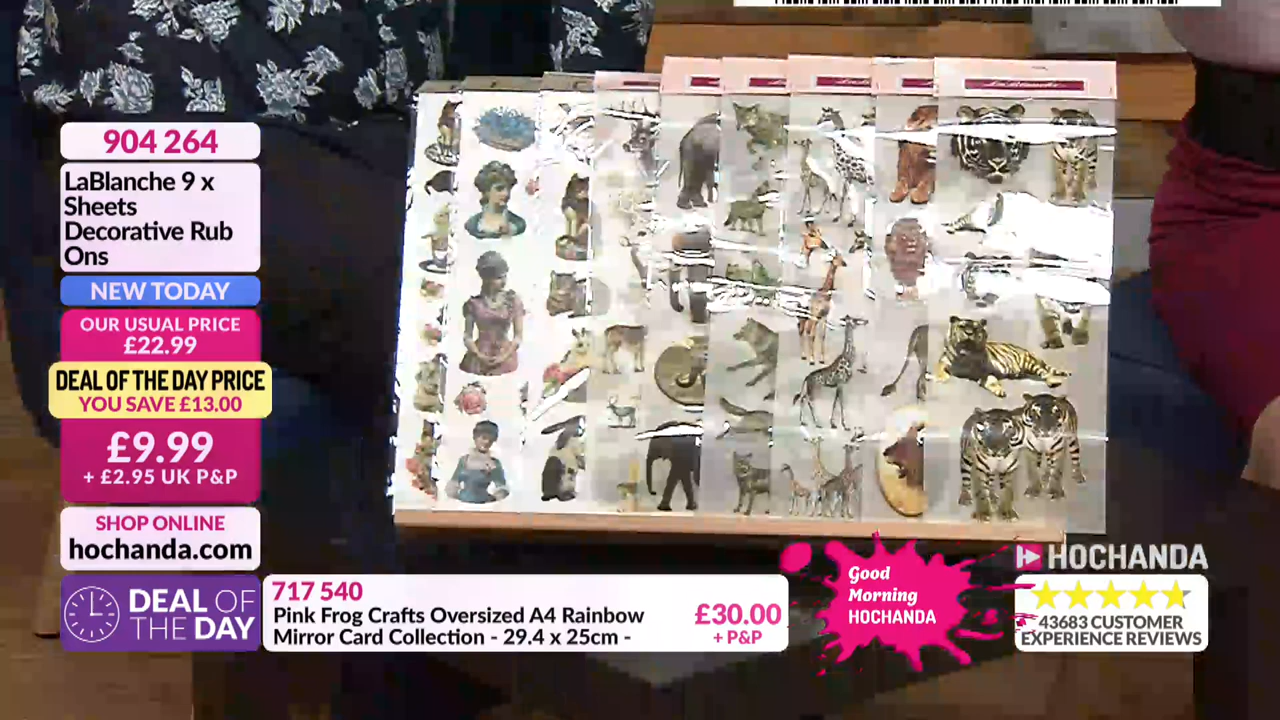 904 264
LaBlanche 9 x
Sheets
Decorative Rub
Ons
NEW TODAY
OUR USUAL PRICE
£22.99
DEAL OF THE DAY PRICE
YOU SAVE £13.00
£9.99
+ £2.95 UK P&P
SHOP ONLINE
hochanda.com
DEAL OF
THE DAY
717 540
Pink Frog Crafts Oversized A4 Rainbow
Mirror Card Collection - 29.4 x 25cm -
£30.00
+ P&P
Good
Morning
HOCHANDA
HOCHANDA
43683 CUSTOMER
EXPERIENCE REVIEWS